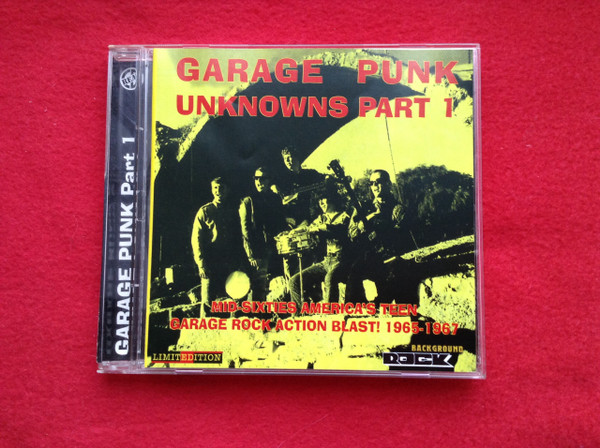 GARAGE PUNK
UNKNOWNS PART 1
GARAGE PUNK Part 1
MID-SIXTIES AMERICA'S TEEN
GARAGE ROCK ACTION BLAST! 1965-1967
LIMITEDITION
BACKGROUND
ROCK